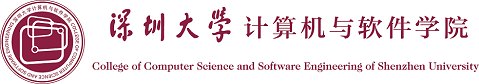 深圳大学 计算机与软件学院
College of Computer Science and Software Engineering of Shenzhen University